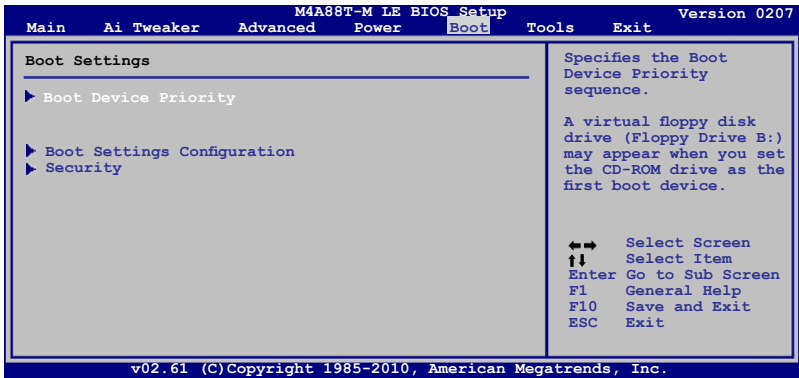 M4A88T-M LE BIOS Setup Version 0207
Main Ai Tweaker Advanced Power Boot Tools Exit
Boot Settings
Boot Device Priority
Boot Settings Configuration
Security
Specifies the Boot
Device Priority
sequence.
A virtual floppy disk
drive (Floppy Drive B:)
may appear when you set
the CD-ROM drive as the
first boot device.
←→ Select Screen
↑↓ Select Item
Enter Go to Sub Screen
F1 General Help
F10 Save and Exit
ESC Exit
v02.61 (C)Copyright 1985-2010, American Megatrends, Inc.